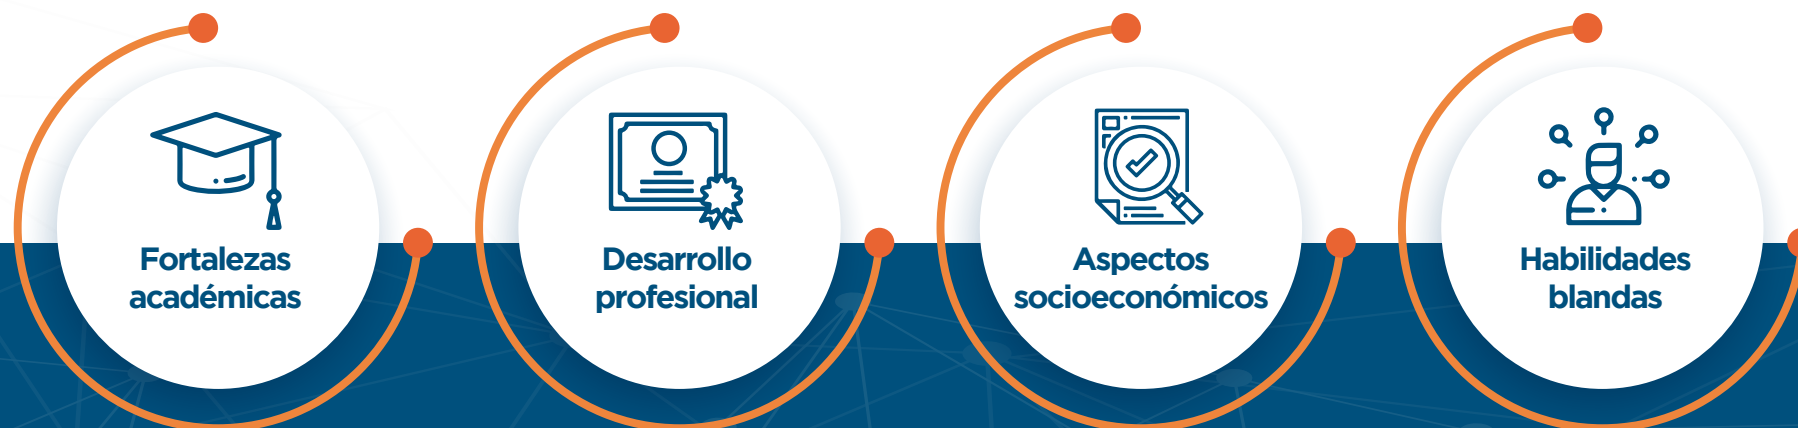 Fortalezas
académicas
Desarrollo
profesional
Aspectos
socioeconómicos
Habilidades
blandas